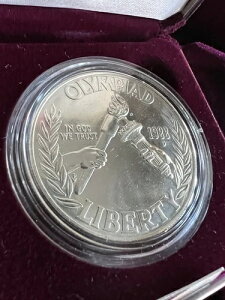 OLYMPIAD
IN GOD
WE TRUST
1988
LIBERTY